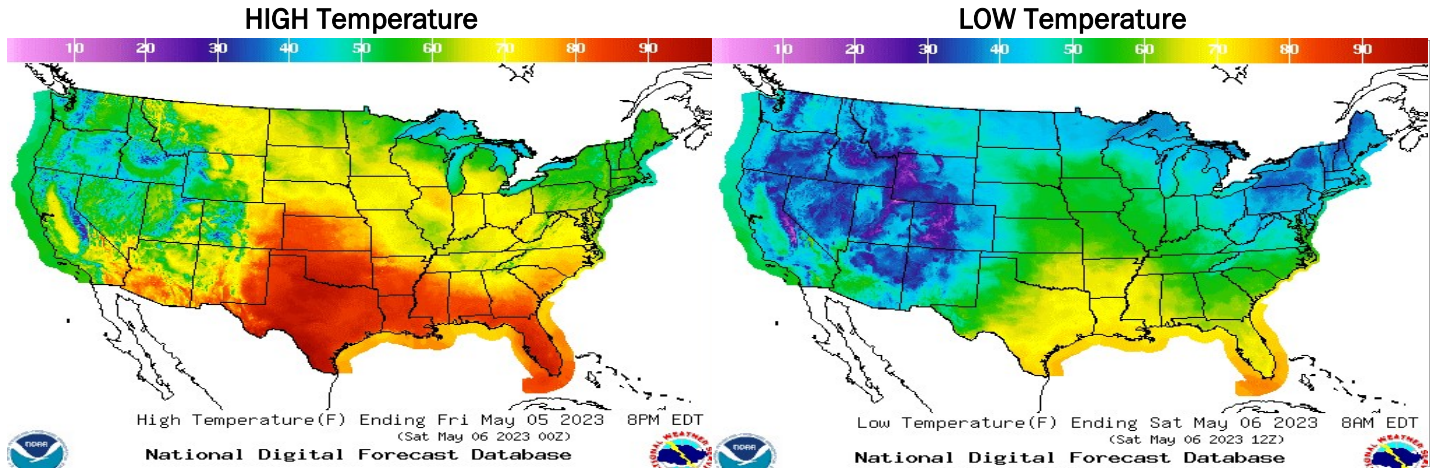 HIGH Temperature
10 20 30 40 50 60 70 80 90
High Temperature(F) Ending Fri May 05 2023 8PM EDT
(Sat May 06 2023 00Z)
National Digital Forecast Database
NOAA
LOW Temperature
10 20 30 40 50 60 70 80 90
Low Temperature(F) Ending Sat May 06 2023 8AM EDT
(Sat May 06 2023 12Z)
National Digital Forecast Database
NOAA